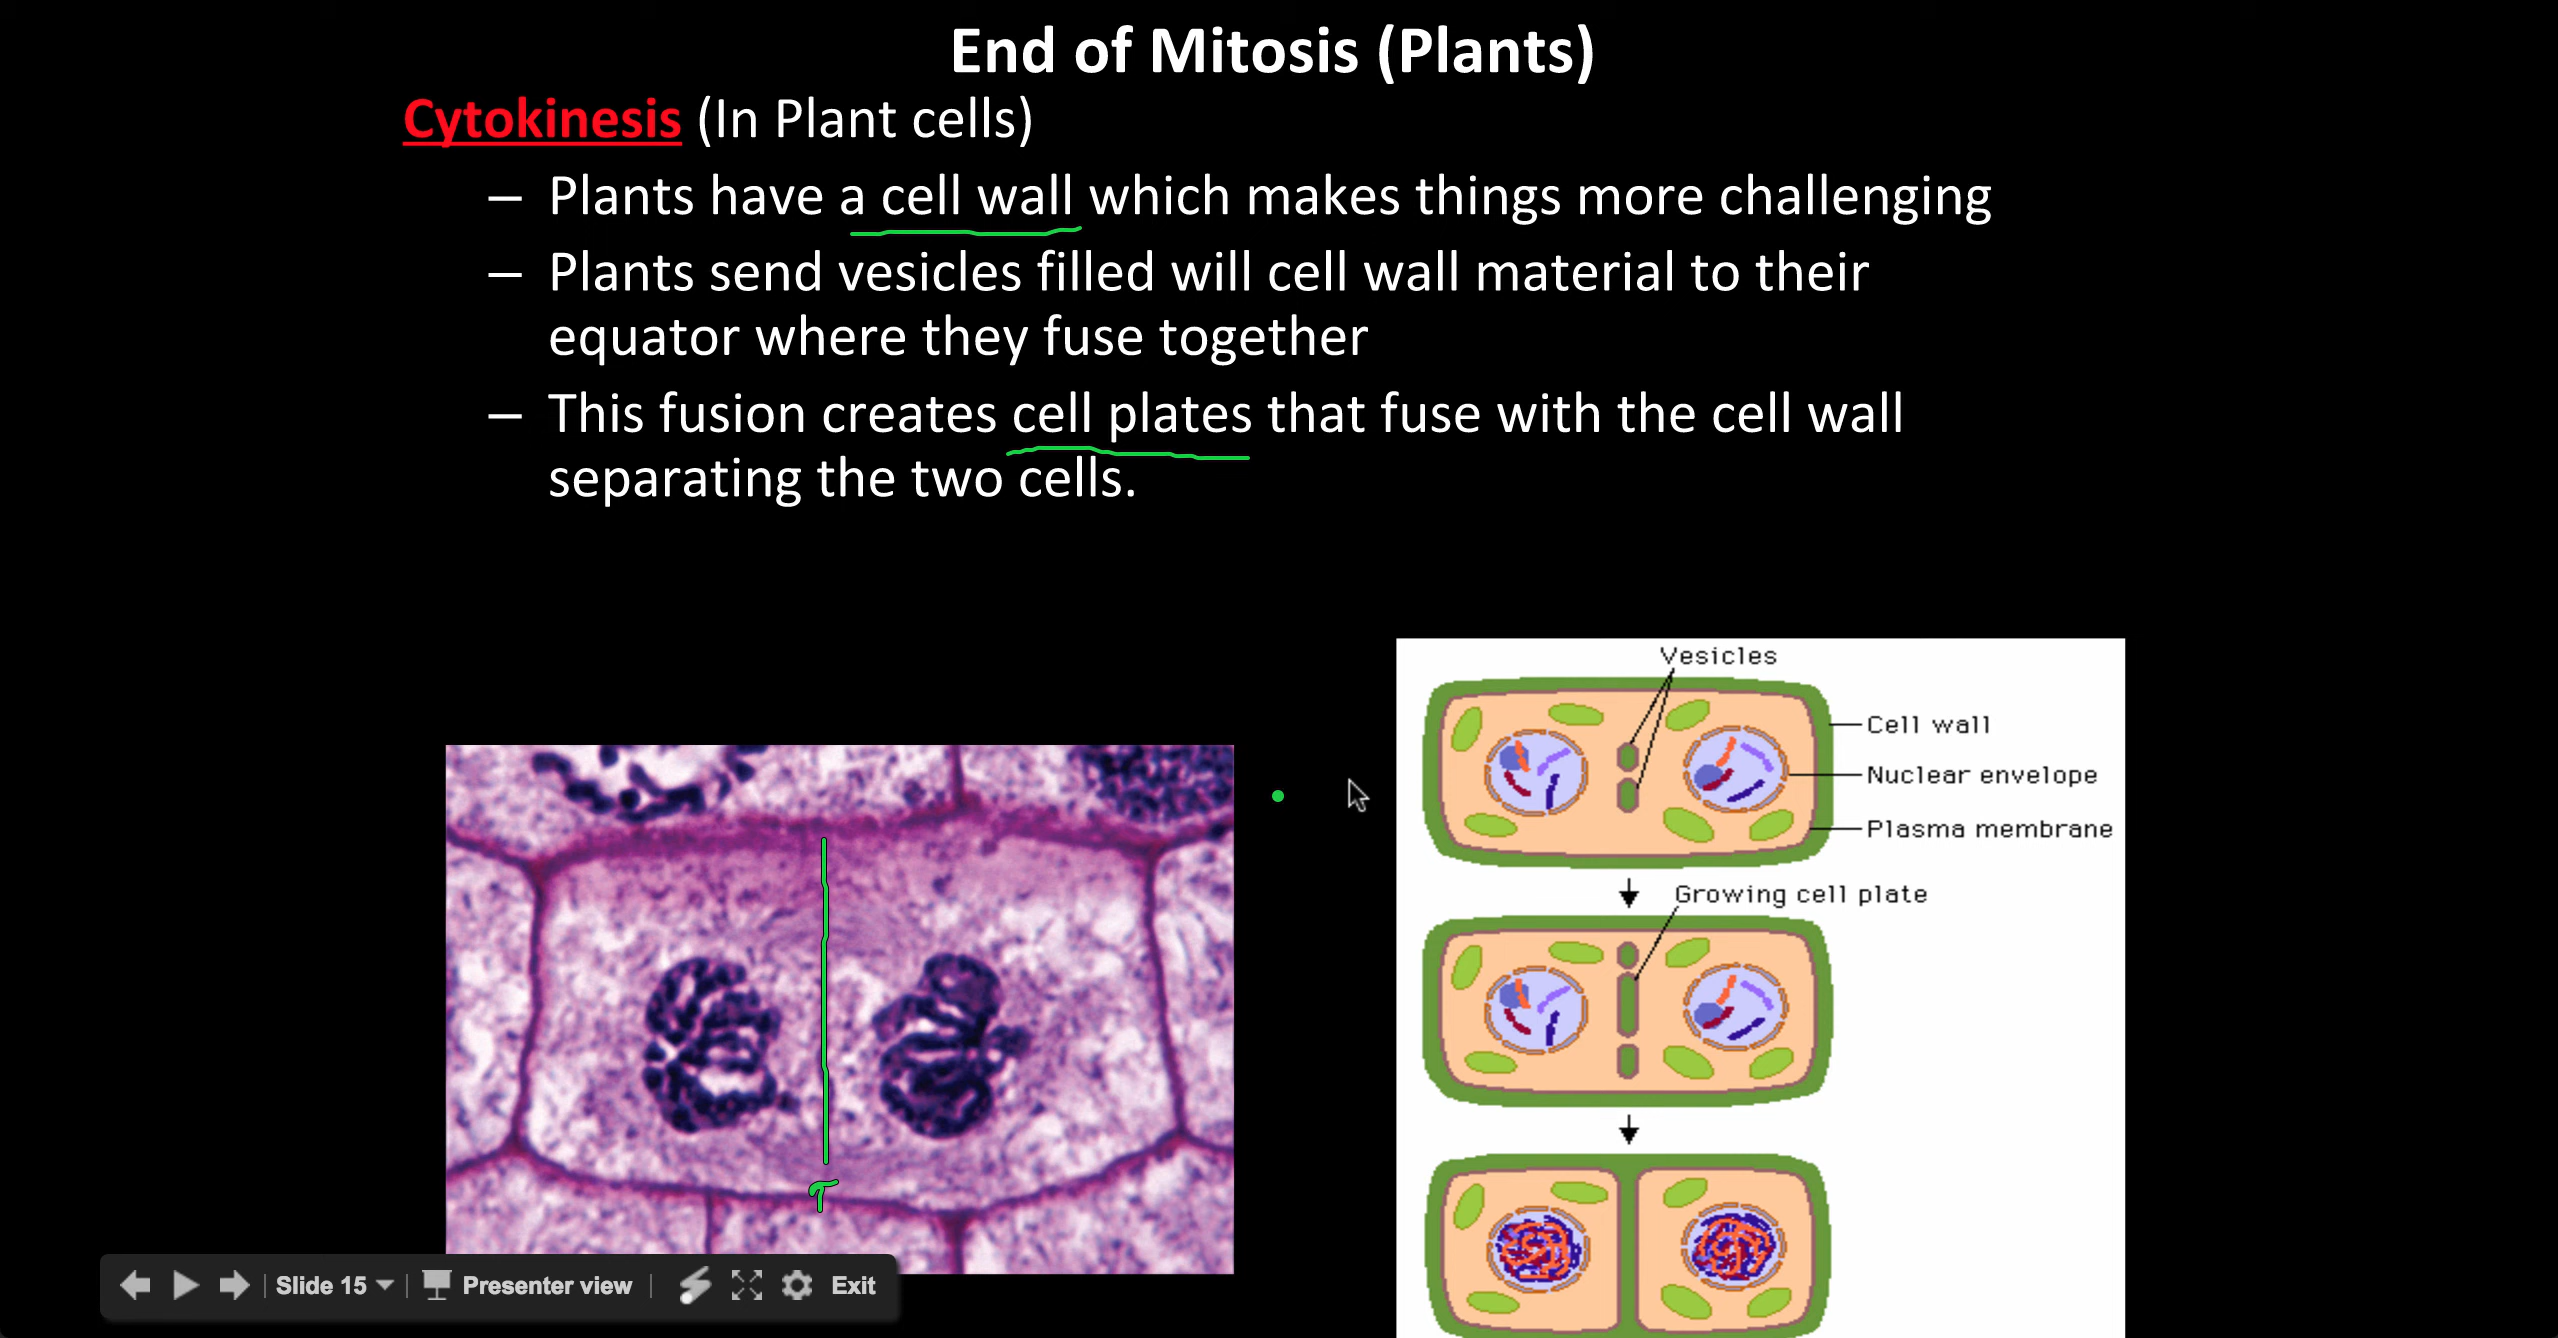 End of Mitosis (Plants)
Cytokinesis (In Plant cells)
– Plants have a cell wall which makes things more challenging
– Plants send vesicles filled will cell wall material to their
equator where they fuse together
– This fusion creates cell plates that fuse with the cell wall
separating the two cells.
Vesicles
Cell wall
Nuclear envelope
Plasma membrane
Growing cell plate
Slide 15
Presenter view
Exit